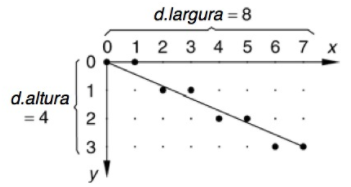 d.largura = 8
0 1 2 3 4 5 6 7 x
0
1
d.altura
= 4
2
3
y